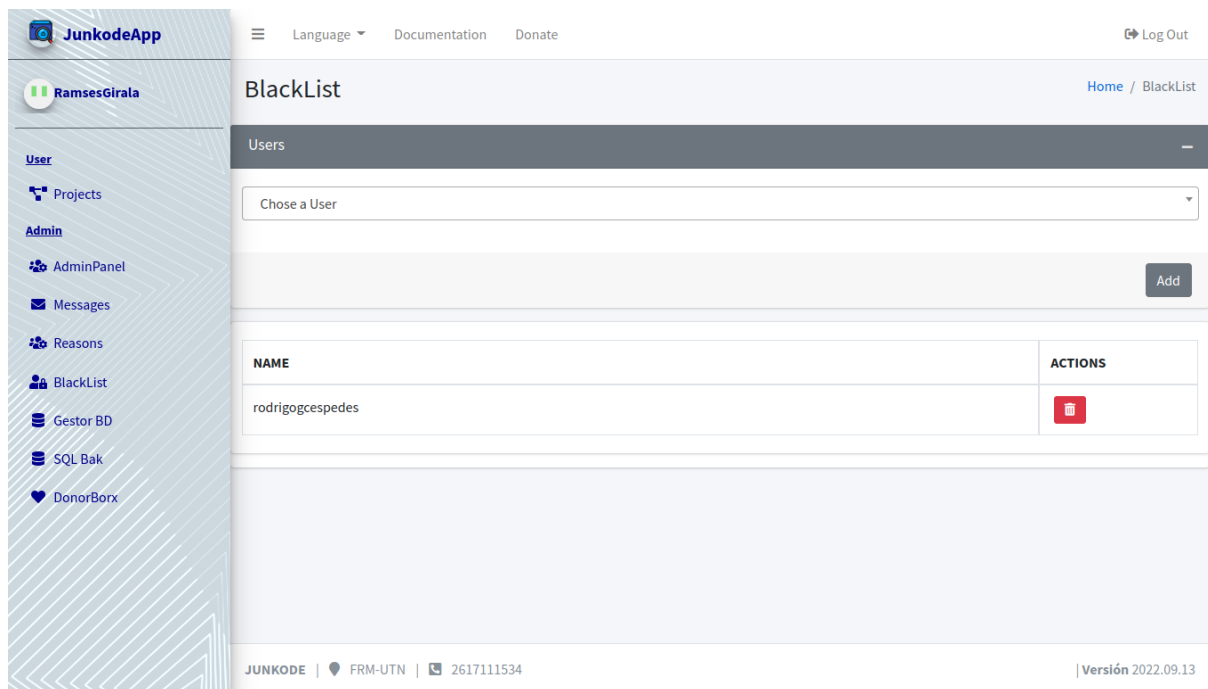 JunkodeApp
Language Documentation Donate Log Out
RamsesGirala
User
Projects
Admin
AdminPanel
Messages
Reasons
BlackList
Gestor BD
SQL Bak
DonorBorx
BlackList
Home / BlackList
Users
Chose a User
Add
NAME ACTIONS
rodrigogcespedes
JUNKODE | FRM-UTN | 2617111534
| Versión 2022.09.13